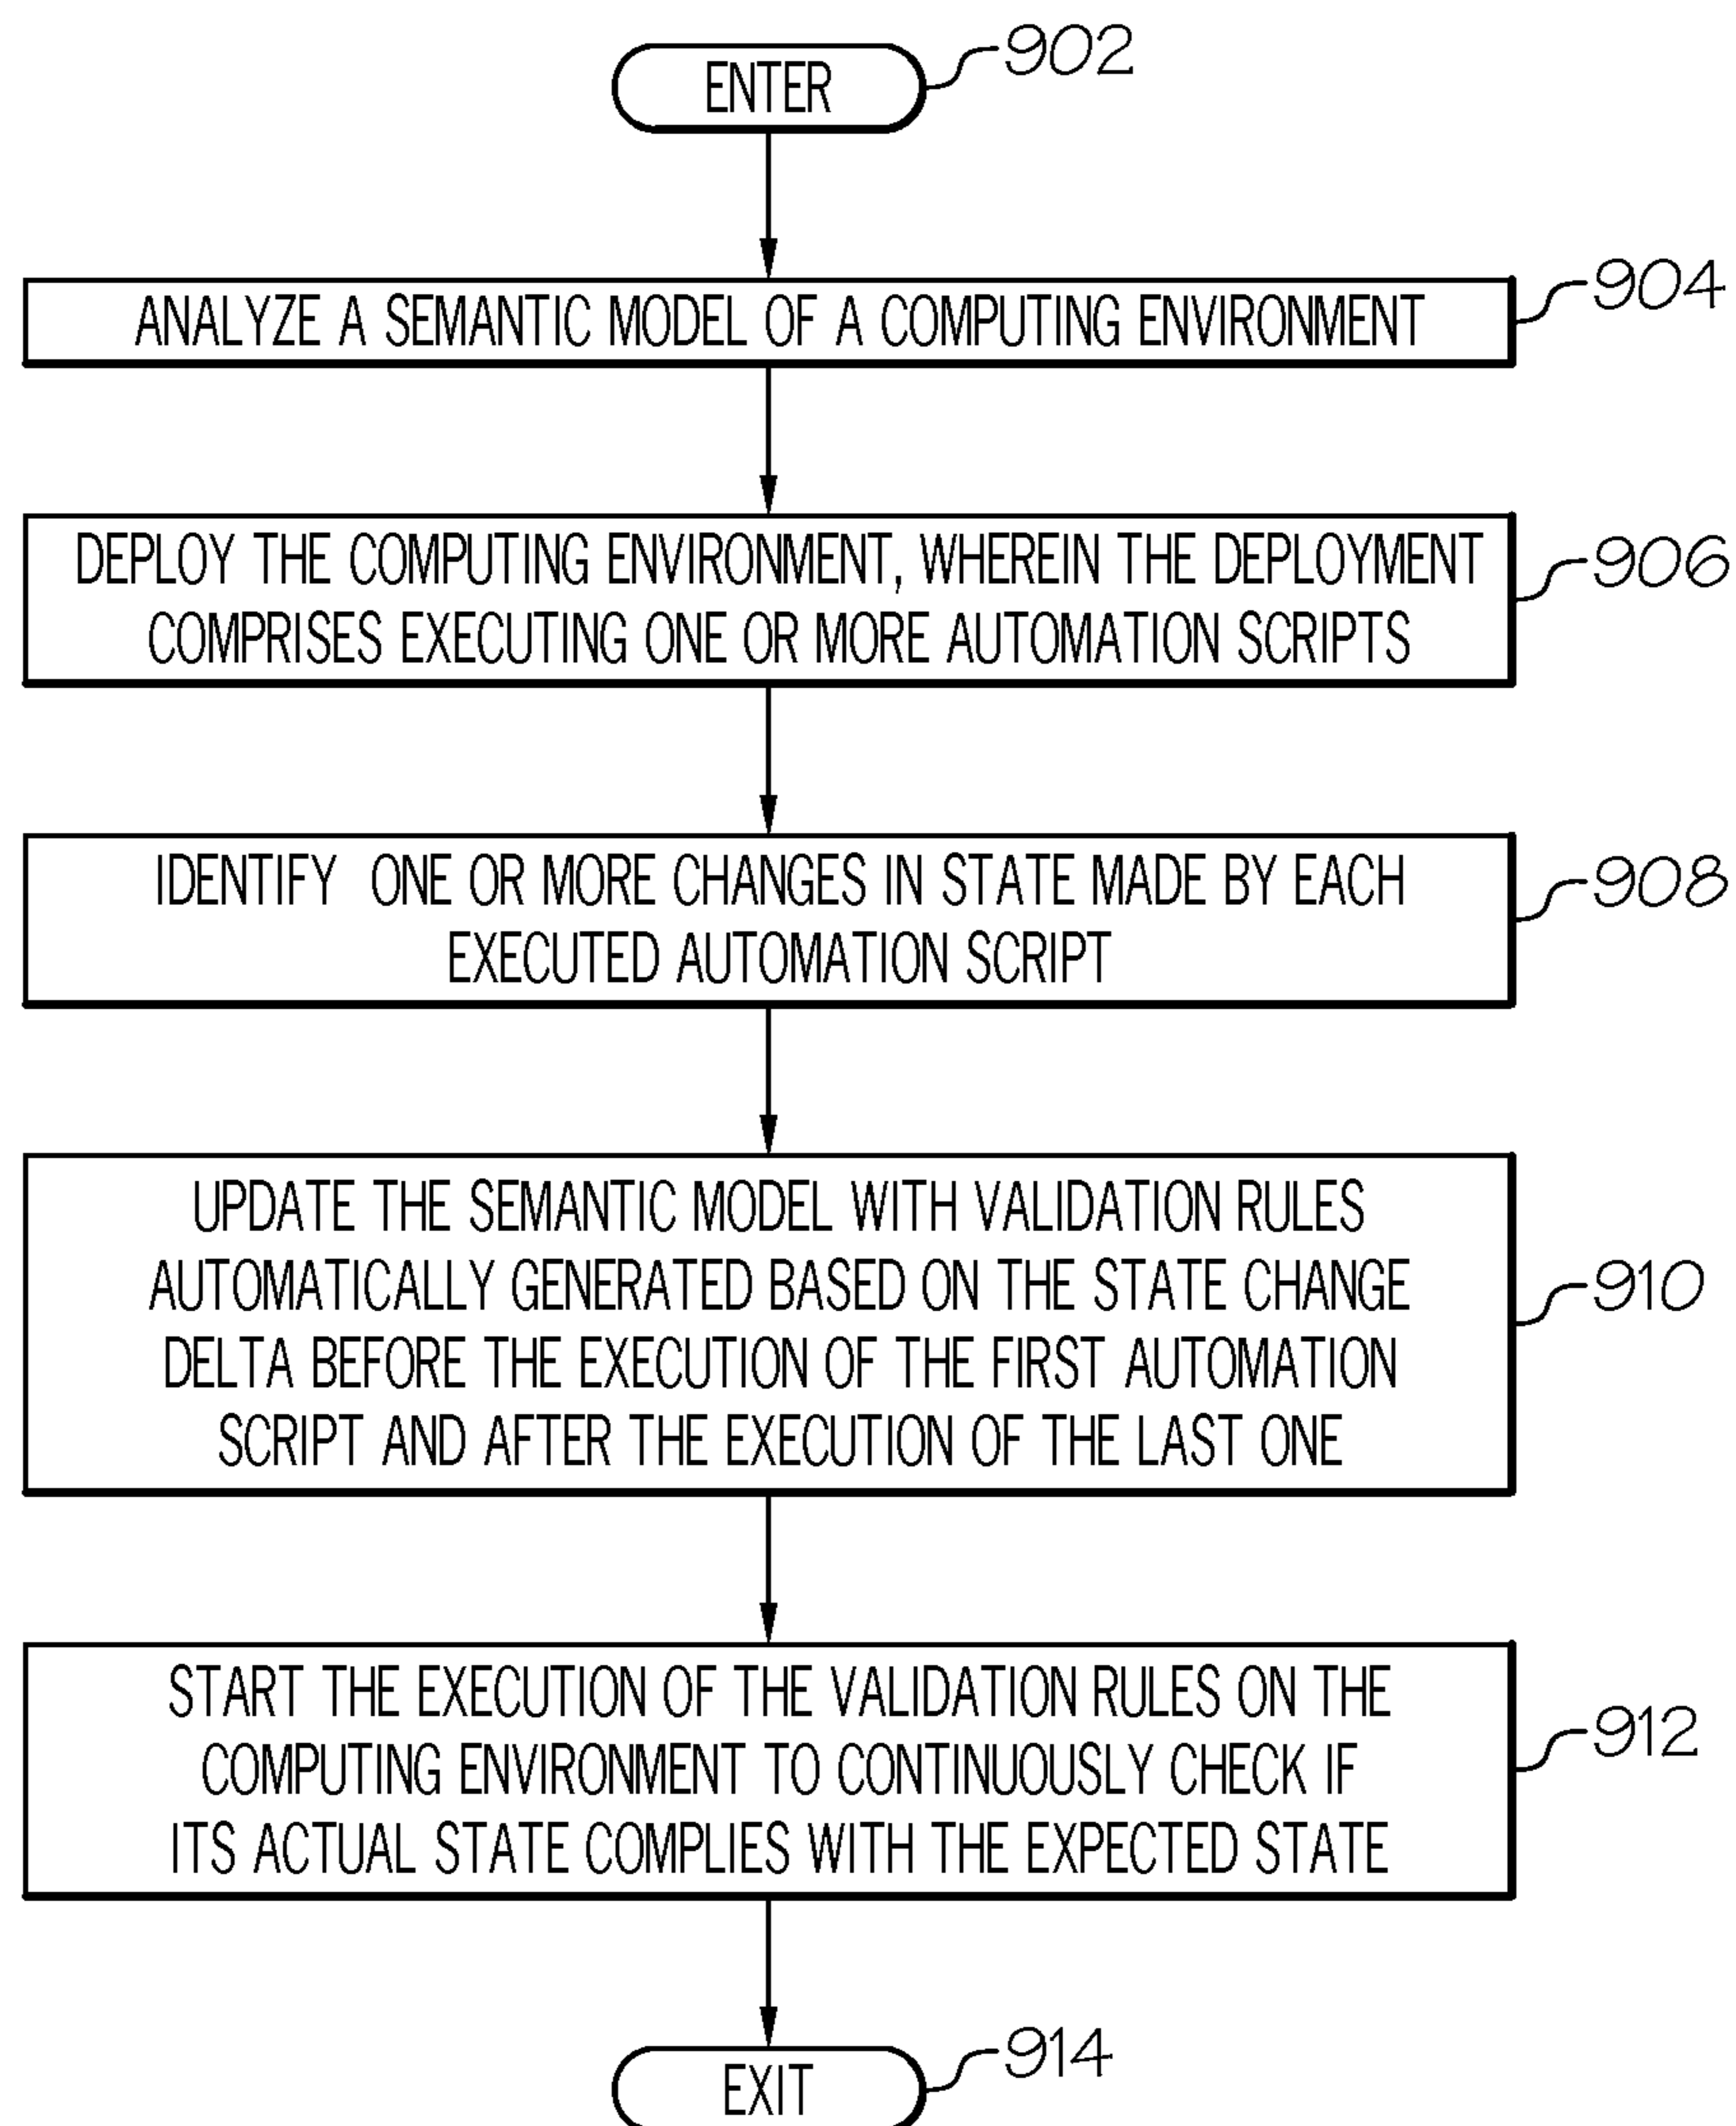 ENTER
902
ANALYZE A SEMANTIC MODEL OF A COMPUTING ENVIRONMENT
904
DEPLOY THE COMPUTING ENVIRONMENT, WHEREIN THE DEPLOYMENT
COMPRISES EXECUTING ONE OR MORE AUTOMATION SCRIPTS
906
IDENTIFY ONE OR MORE CHANGES IN STATE MADE BY EACH
EXECUTED AUTOMATION SCRIPT
908
UPDATE THE SEMANTIC MODEL WITH VALIDATION RULES
AUTOMATICALLY GENERATED BASED ON THE STATE CHANGE
DELTA BEFORE THE EXECUTION OF THE FIRST AUTOMATION
SCRIPT AND AFTER THE EXECUTION OF THE LAST ONE
910
START THE EXECUTION OF THE VALIDATION RULES ON THE
COMPUTING ENVIRONMENT TO CONTINUOUSLY CHECK IF
ITS ACTUAL STATE COMPLIES WITH THE EXPECTED STATE
912
EXIT
914